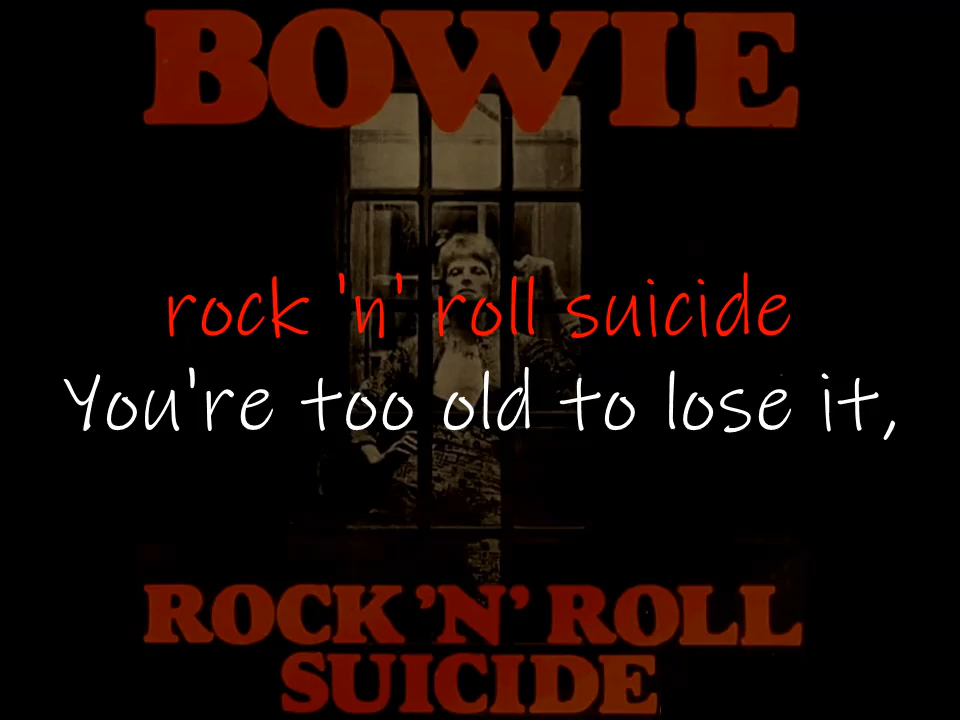 BOWIE
rock 'n' roll suicide
You're too old to lose it,
ROCK 'N' ROLL
SUICIDE